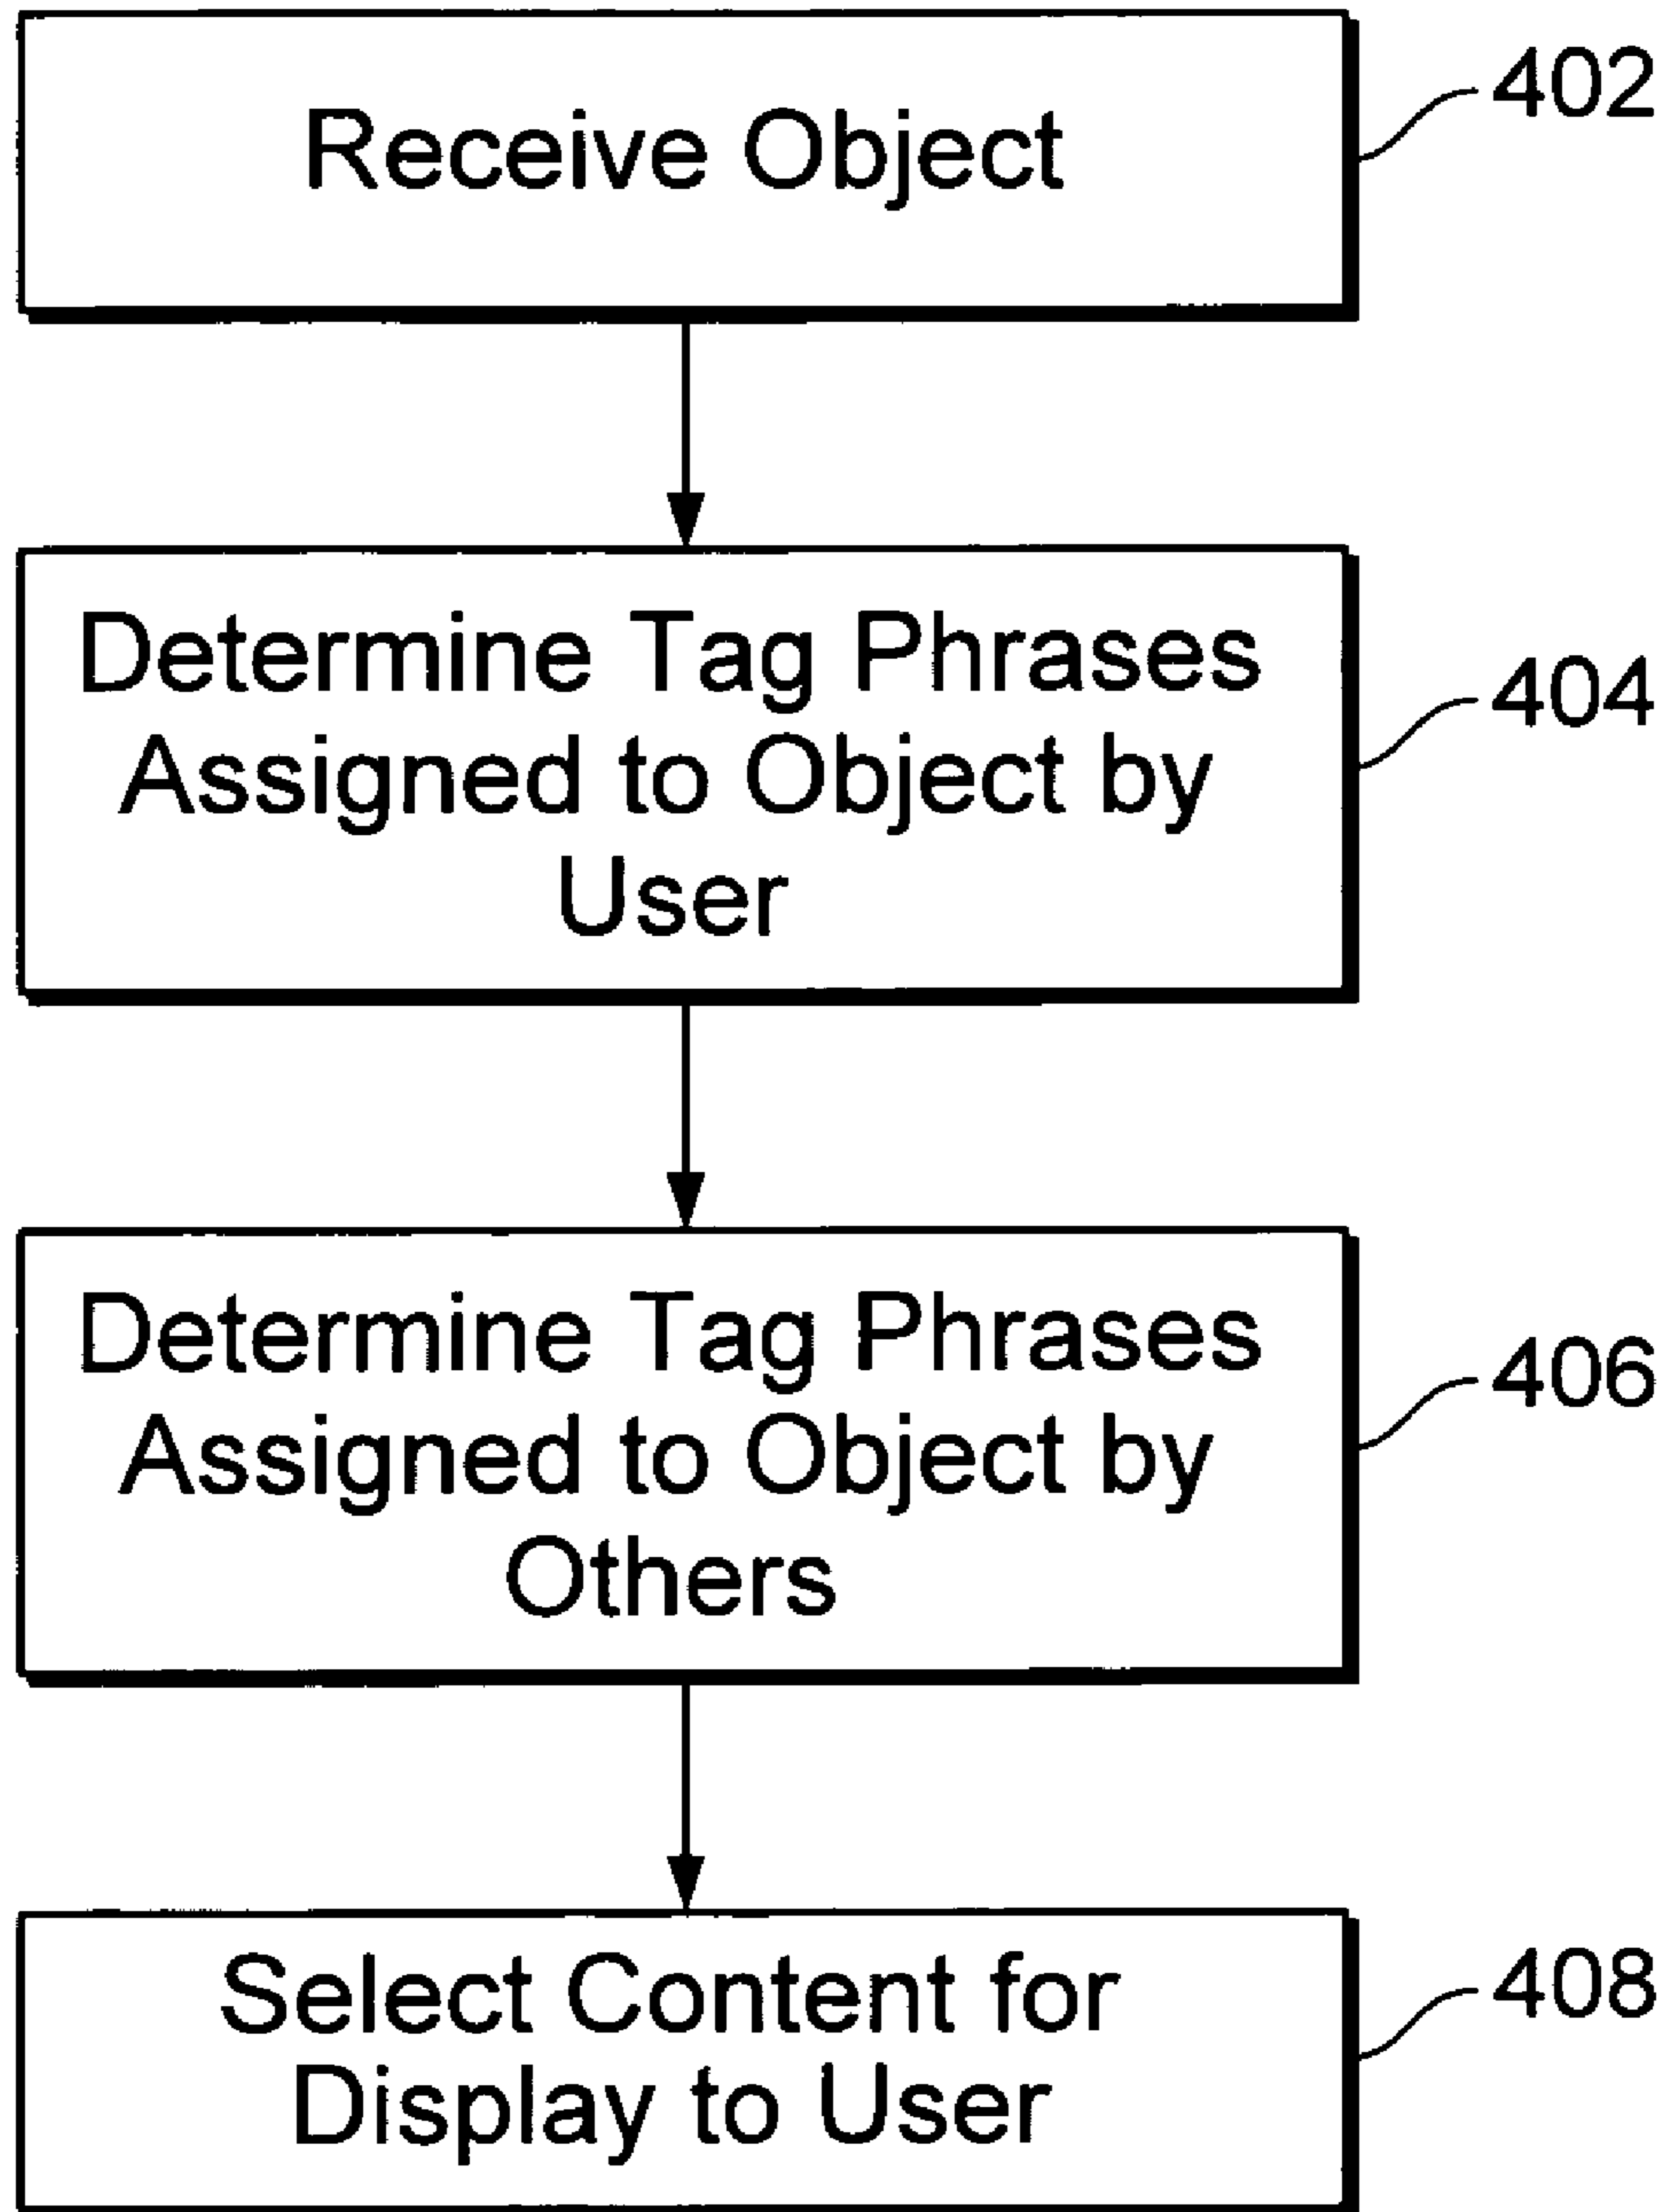 Receive Object
402
Determine Tag Phrases
Assigned to Object by
User
404
Determine Tag Phrases
Assigned to Object by
Others
406
Select Content for
Display to User
408